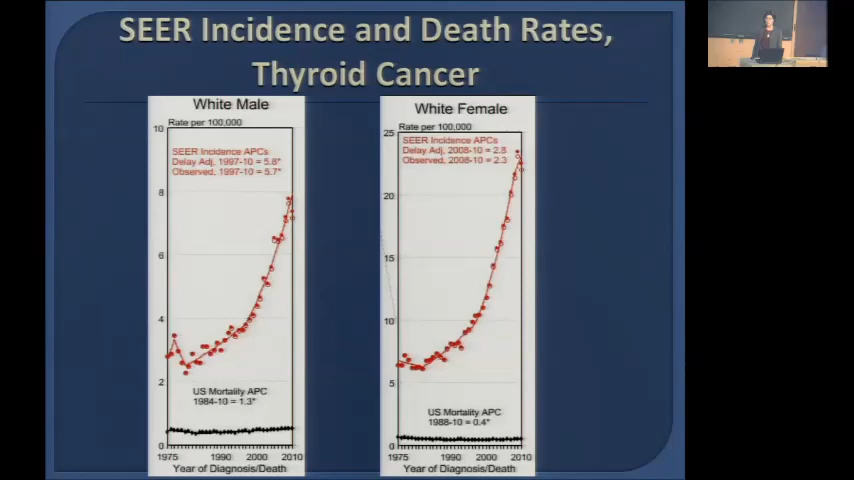 SEER Incidence and Death Rates,
Thyroid Cancer
White Male
Rate per 100,000
10
SEER Incidence APCs
Delay Adj, 1997-10 = 5.8*
Observed, 1997-10 = 5.7*
8
6
4
2
US Mortality APC
1984-10 = 1.3*
0
1975 1990 2000 2010
Year of Diagnosis/Death
White Female
Rate per 100,000
25
SEER Incidence APCs
Delay Adj, 2008-10 = 2.8
Observed, 2008-10 = 2.3
20
15
10
5
US Mortality APC
1988-10 = 0.4*
0
1975 1990 2000 2010
Year of Diagnosis/Death